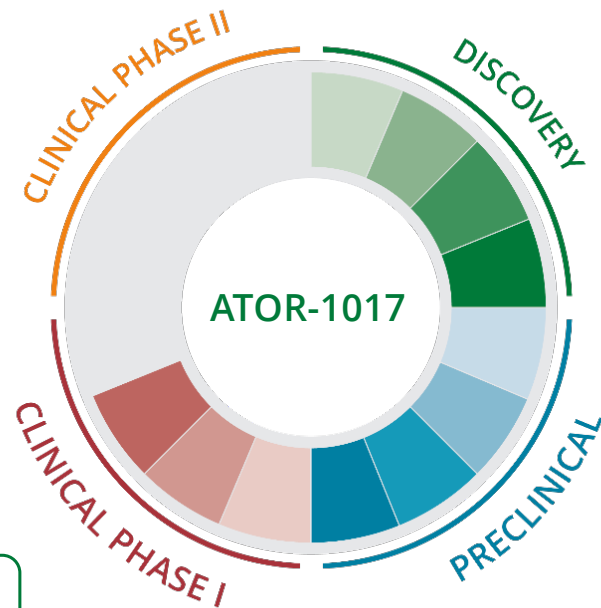 CLINICAL PHASE II
DISCOVERY
ATOR-1017
CLINICAL PHASE I
PRECLINICAL